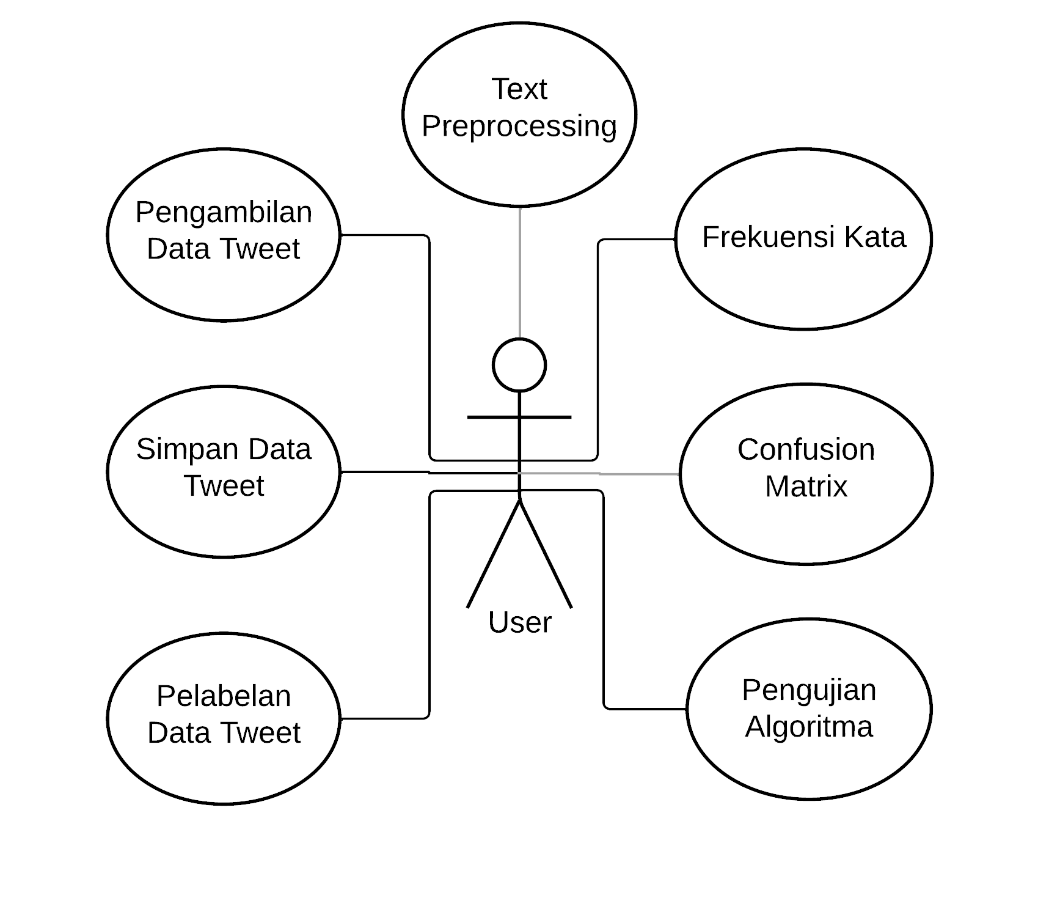 Text
Preprocessing
Pengambilan
Data Tweet
Frekuensi Kata
Simpan Data
Tweet
Confusion
Matrix
User
Pelabelan
Data Tweet
Pengujian
Algoritma